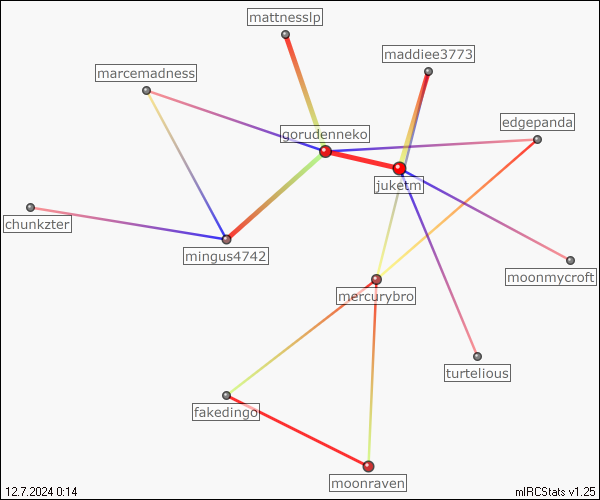 mattnesslp
maddiee3773
marcemadness
edgepanda
gorudenneko
juketm
chunkzter
mingus4742
moonmycroft
mercurybro
turtelious
fakedingo
moonraven
12.7.2024 0:14
mIRCStats v1.25